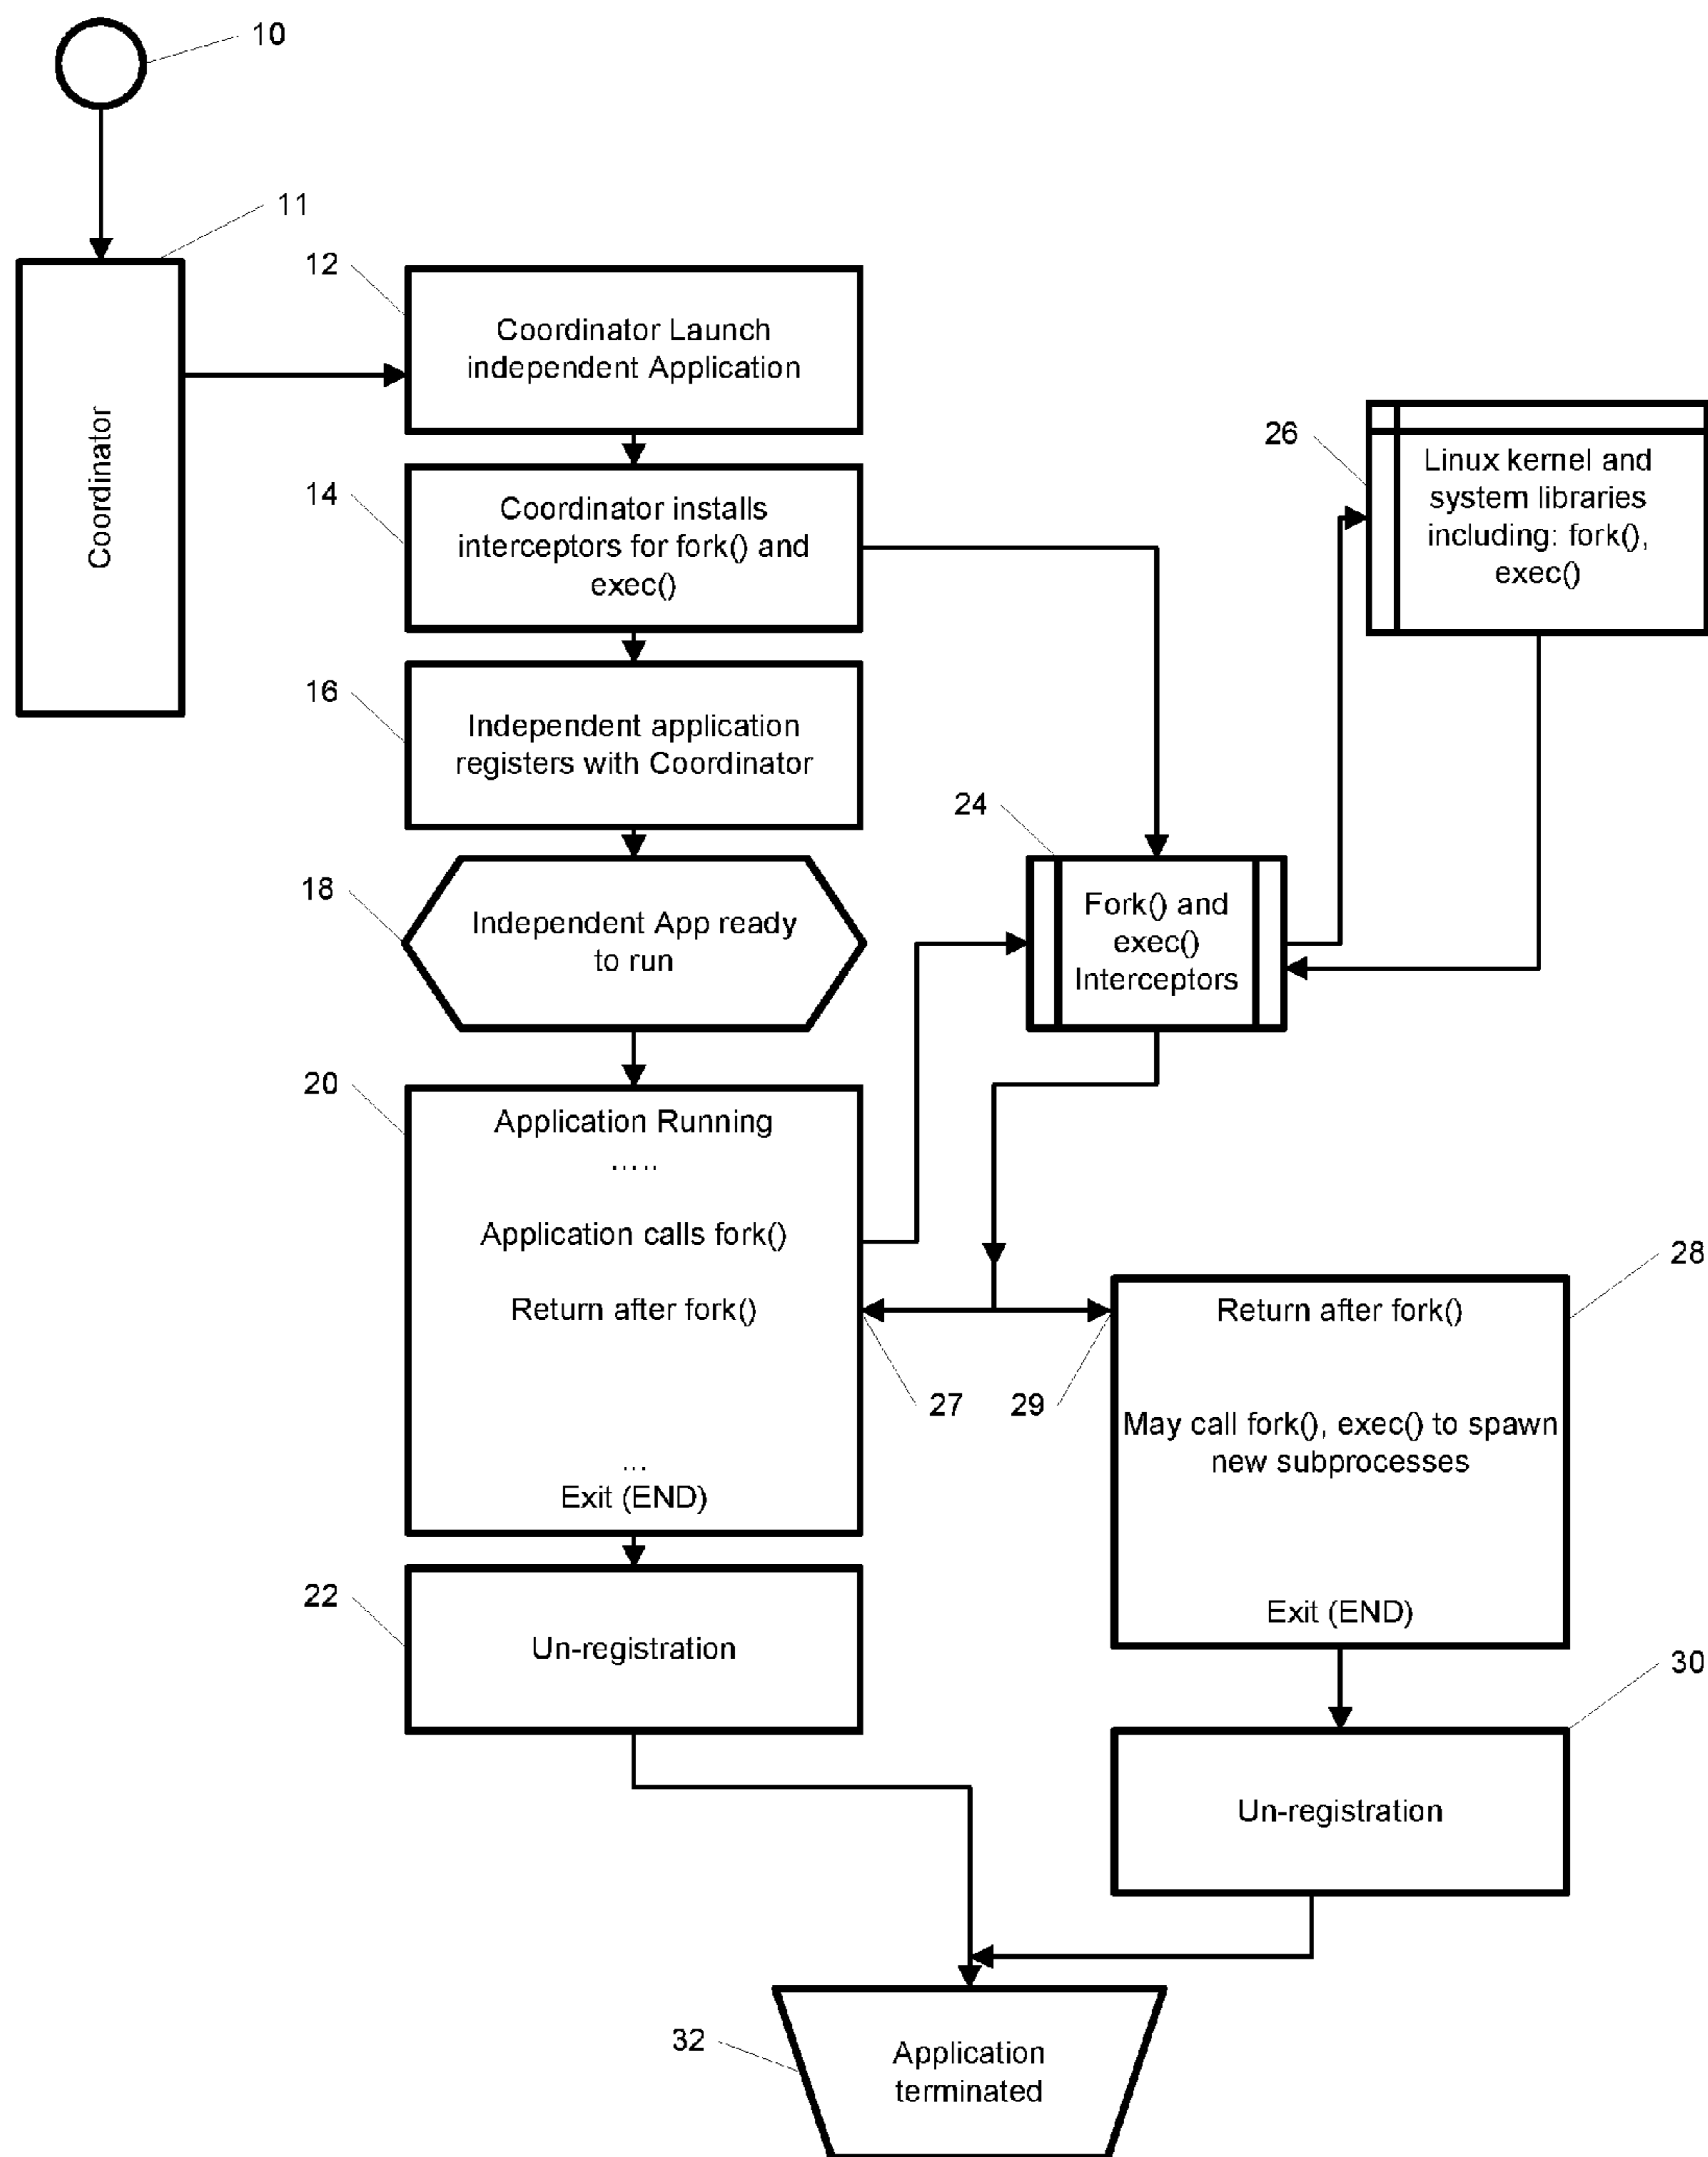 10
11
Coordinator
12
Coordinator Launch
independent Application
14
Coordinator installs
interceptors for fork() and
exec()
16
Independent application
registers with Coordinator
18
Independent App ready
to run
20
Application Running
.....
Application calls fork()
Return after fork()
...
Exit (END)
22
Un-registration
24
Fork() and
exec()
Interceptors
26
Linux kernel and
system libraries
including: fork(),
exec()
27
29
28
Return after fork()
May call fork(), exec() to spawn
new subprocesses
Exit (END)
30
Un-registration
32
Application
terminated